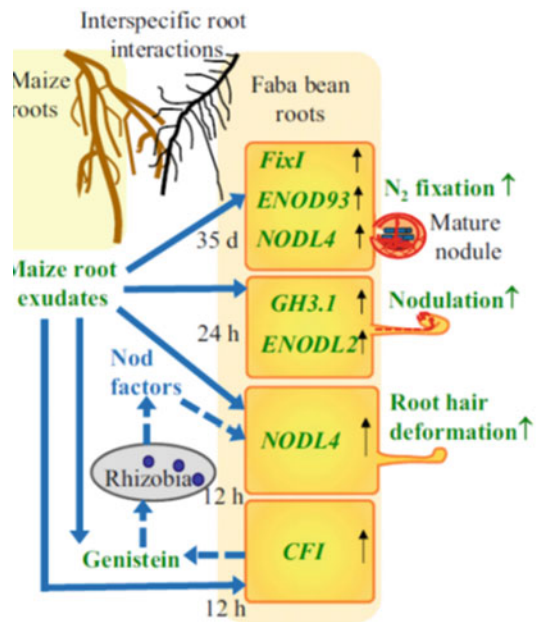 Interspecific root
interactions
Maize
roots
Faba bean
roots
FixI
ENOD93
NODL4
35 d
N₂ fixation ↑
Mature
nodule
Maize root
exudates
GH3.1
ENODL2
24 h
Nodulation ↑
Nod
factors
NODL4
12 h
Root hair
deformation ↑
Rhizobia
Genistein
CFI
12 h